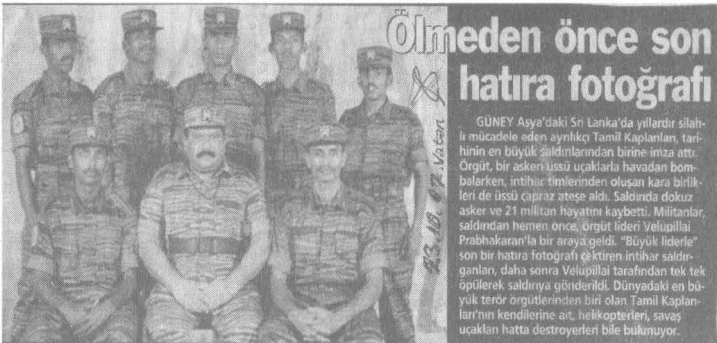 Ölmeden önce son
hatıra fotoğrafı
GÜNEY Asya'daki Sri Lanka'da yıllardır silah-
lı mücadele eden ayrılıkçı Tamil Kaplanları, tari-
hinin en büyük saldırılarından birine imza attı.
Örgüt, bir askeri üssü uçaklarla havadan bom-
balarken, intihar timlerinden oluşan kara birlik-
leri de üssü çapraz ateşe aldı. Saldırıda dokuz
asker ve 21 militan hayatını kaybetti. Militanlar,
saldırıdan hemen önce, örgüt lideri Velupillai
Prabhakaran'la bir araya geldi. "Büyük liderle"
son bir hatıra fotoğrafı çektiren intihar saldır-
ganları, daha sonra Velupillai tarafından tek tek
öpülerek saldırıya gönderildi. Dünyadaki en bü-
yük terör örgütlerinden biri olan Tamil Kaplan-
ları'nın kendilerine ait, helikopterleri, savaş
uçakları hatta destroyerleri bile bulunuyor.
23.10.07. Vatan